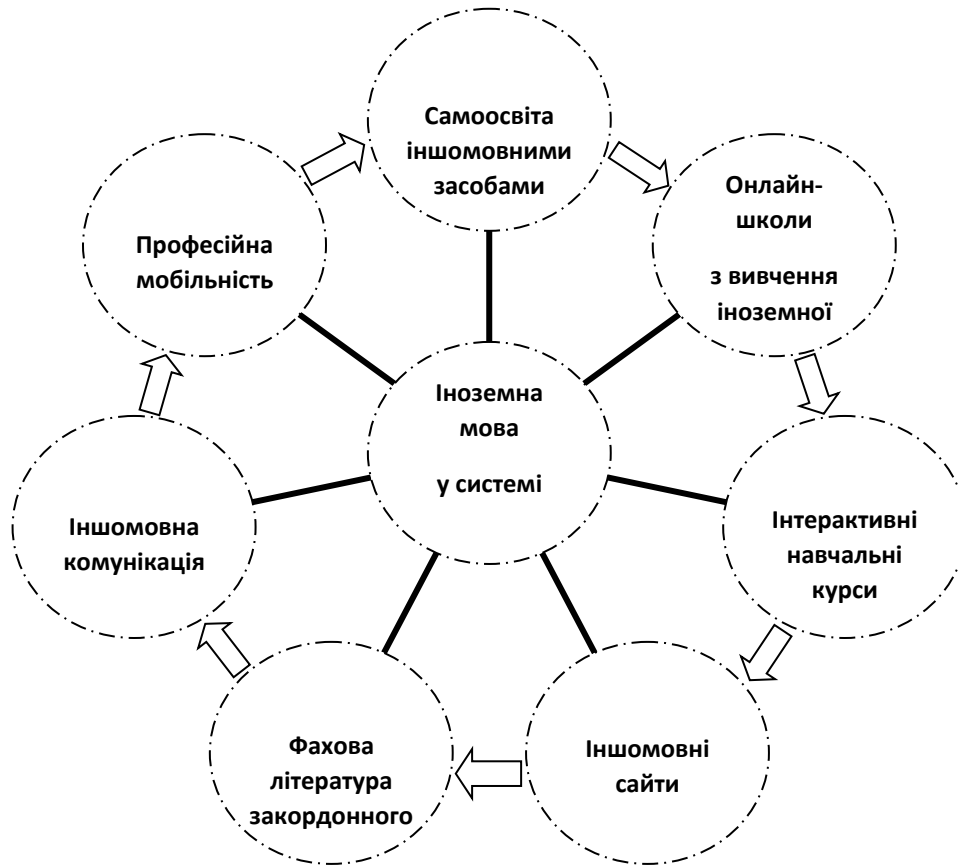 Самоосвіта
іншомовними
засобами
Онлайн-
школи
з вивчення
іноземної
Інтерактивні
навчальні
курси
Іншомовні
сайти
Фахова
література
закордонного
Іншомовна
комунікація
Професійна
мобільність
Іноземна
мова
у системі